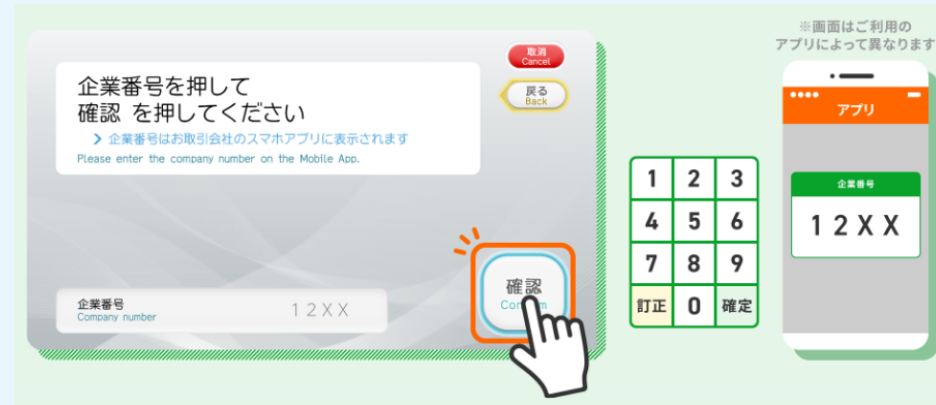 ※画面はご利用の
アプリによって異なります
取消
Cancel
企業番号を押して
確認 を押してください
戻る
Back
> 企業番号はお取引会社のスマホアプリに表示されます
Please enter the company number on the Mobile App.
アプリ
1 2 3
4 5 6
7 8 9
訂正 0 確定
企業番号
1 2 X X
確認
企業番号
Company number
1 2 X X